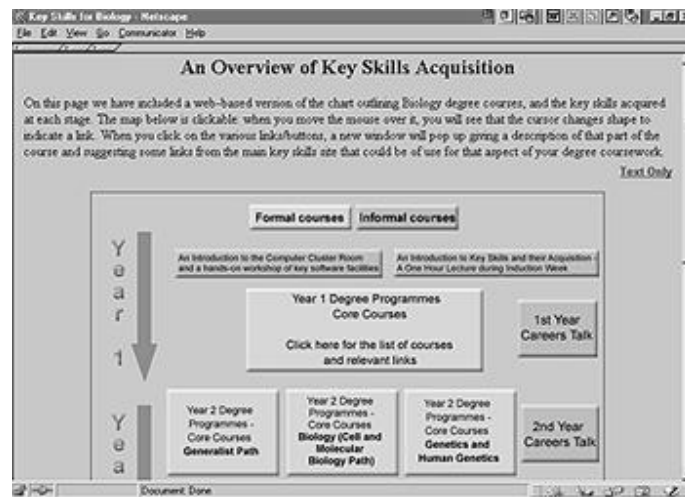 Key Skills for Biology - Netscape
File Edit View Go Communicator Help
An Overview of Key Skills Acquisition
On this page we have included a web-based version of the chart outlining Biology degree courses, and the key skills acquired
at each stage. The map below is clickable: when you move the mouse over it, you will see that the cursor changes shape to
indicate a link. When you click on the various links/buttons, a new window will pop up giving a description of that part of the
course and suggesting some links from the main key skills site that could be of use for that aspect of your degree coursework.
Text Only
Formal courses Informal courses
Year 1
An Introduction to the Computer Cluster Room
and a hands-on workshop of key software facilities
An Introduction to Key Skills and their Acquisition -
A One Hour Lecture during Induction Week
Year 1 Degree Programmes
Core Courses
Click here for the list of courses
and relevant links
1st Year
Careers Talk
Yea
Year 2 Degree
Programmes -
Core Courses
Generalist Path
Year 2 Degree
Programmes -
Core Courses
Biology (Cell and
Molecular
Biology Path)
Year 2 Degree
Programmes -
Core Courses
Genetics and
Human Genetics
2nd Year
Careers Talk
Document: Done